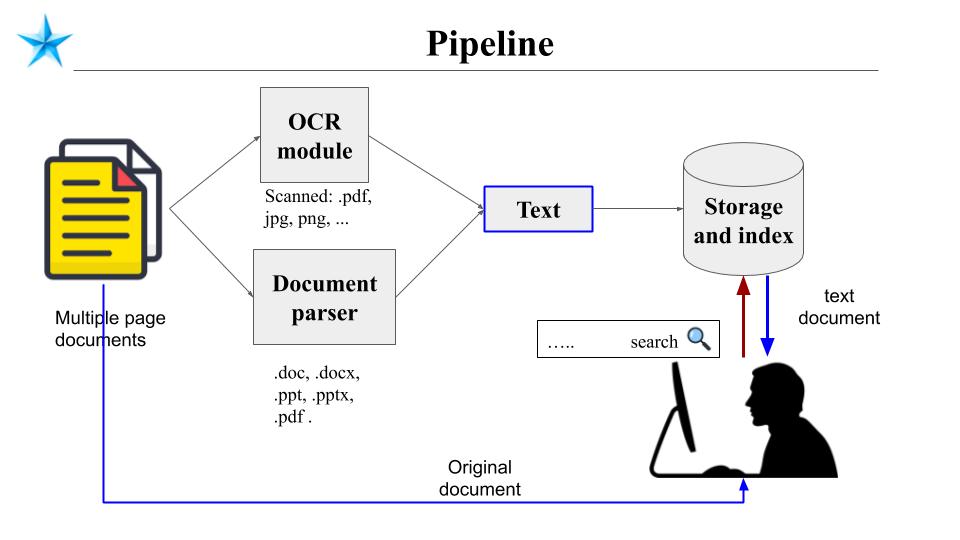 Pipeline
OCR
module
Scanned: .pdf,
jpg, png, ...
Document
parser
.doc, .docx,
.ppt, .pptx,
.pdf .
Multiple page
documents
Text
Storage
and index
text
document
….. search
Original
document